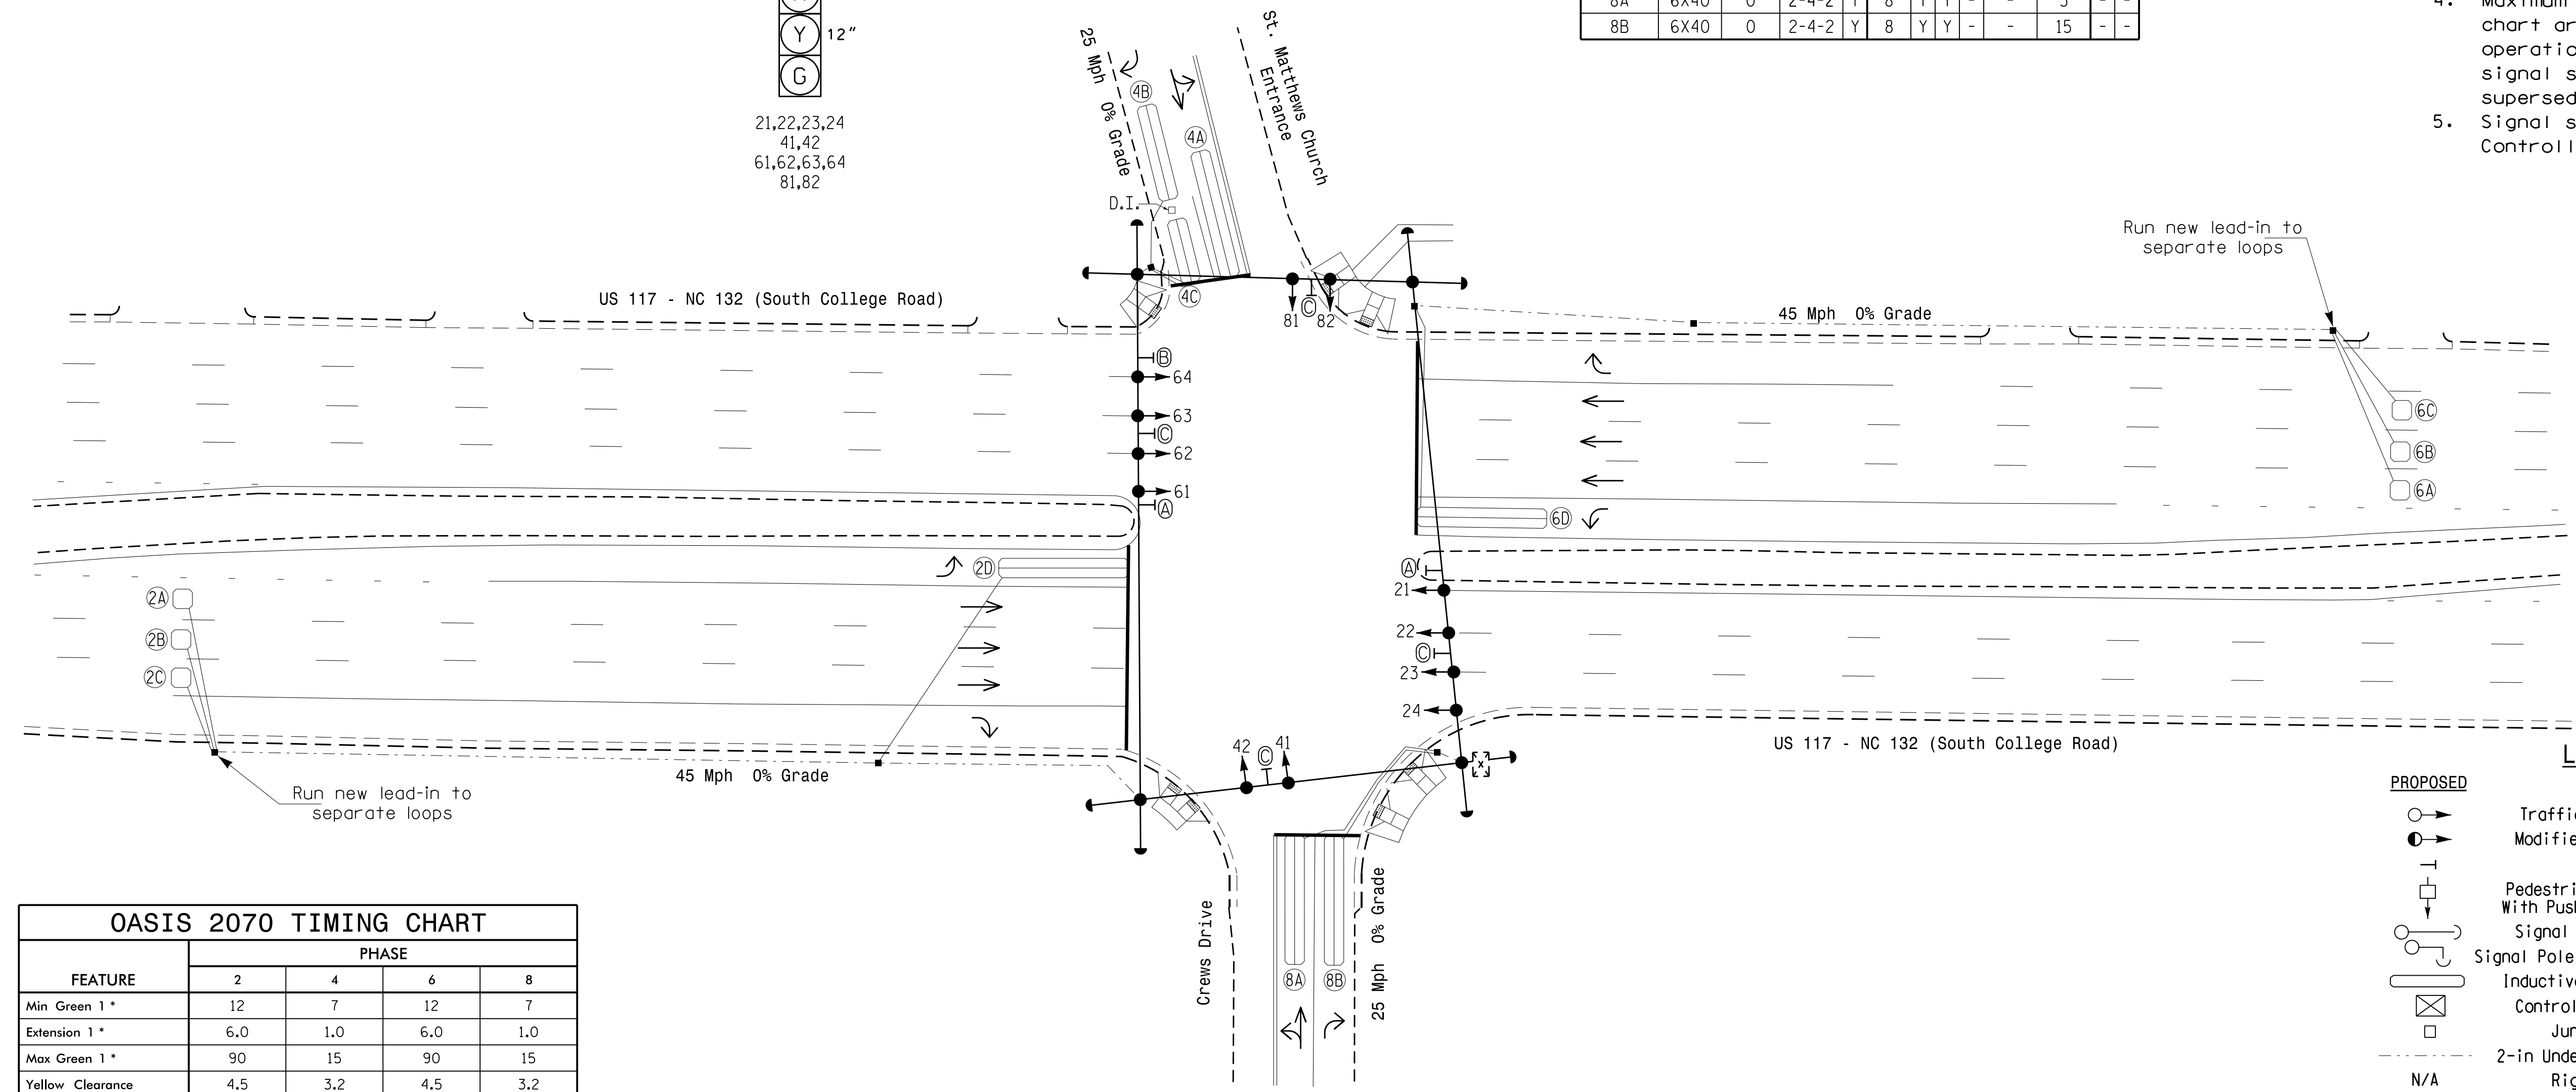 Y 12"
G
21,22,23,24
41,42
61,62,63,64
81,82
8A 6X40 0 2-4-2 Y 8 Y Y - - 3 - -
8B 6X40 0 2-4-2 Y 8 Y Y - - 15 - -
4. Maximum
chart ar
operatio
signal s
supersed
5. Signal s
Controll
25 Mph 0% Grade
St. Matthews Church
Entrance
4B
4A
D.I.
4C
81
C
82
US 117 - NC 132 (South College Road)
45 Mph 0% Grade
Run new lead-in to
separate loops
B
64
63
C
62
61
A
6C
6B
6A
6D
2D
2A
2B
2C
A
21
22
C
23
24
42
C
41
X
45 Mph 0% Grade
US 117 - NC 132 (South College Road)
Run new lead-in to
separate loops
Crews Drive
25 Mph 0% Grade
8A
8B
OASIS 2070 TIMING CHART
PHASE
FEATURE 2 4 6 8
Min Green 1 * 12 7 12 7
Extension 1 * 6.0 1.0 6.0 1.0
Max Green 1 * 90 15 90 15
Yellow Clearance 4.5 3.2 4.5 3.2
L
PROPOSED
Traffic
Modifie
Pedestri
With Pus
Signal
Signal Pole
Inductiv
Control
Jun
2-in Unde
N/A Rig